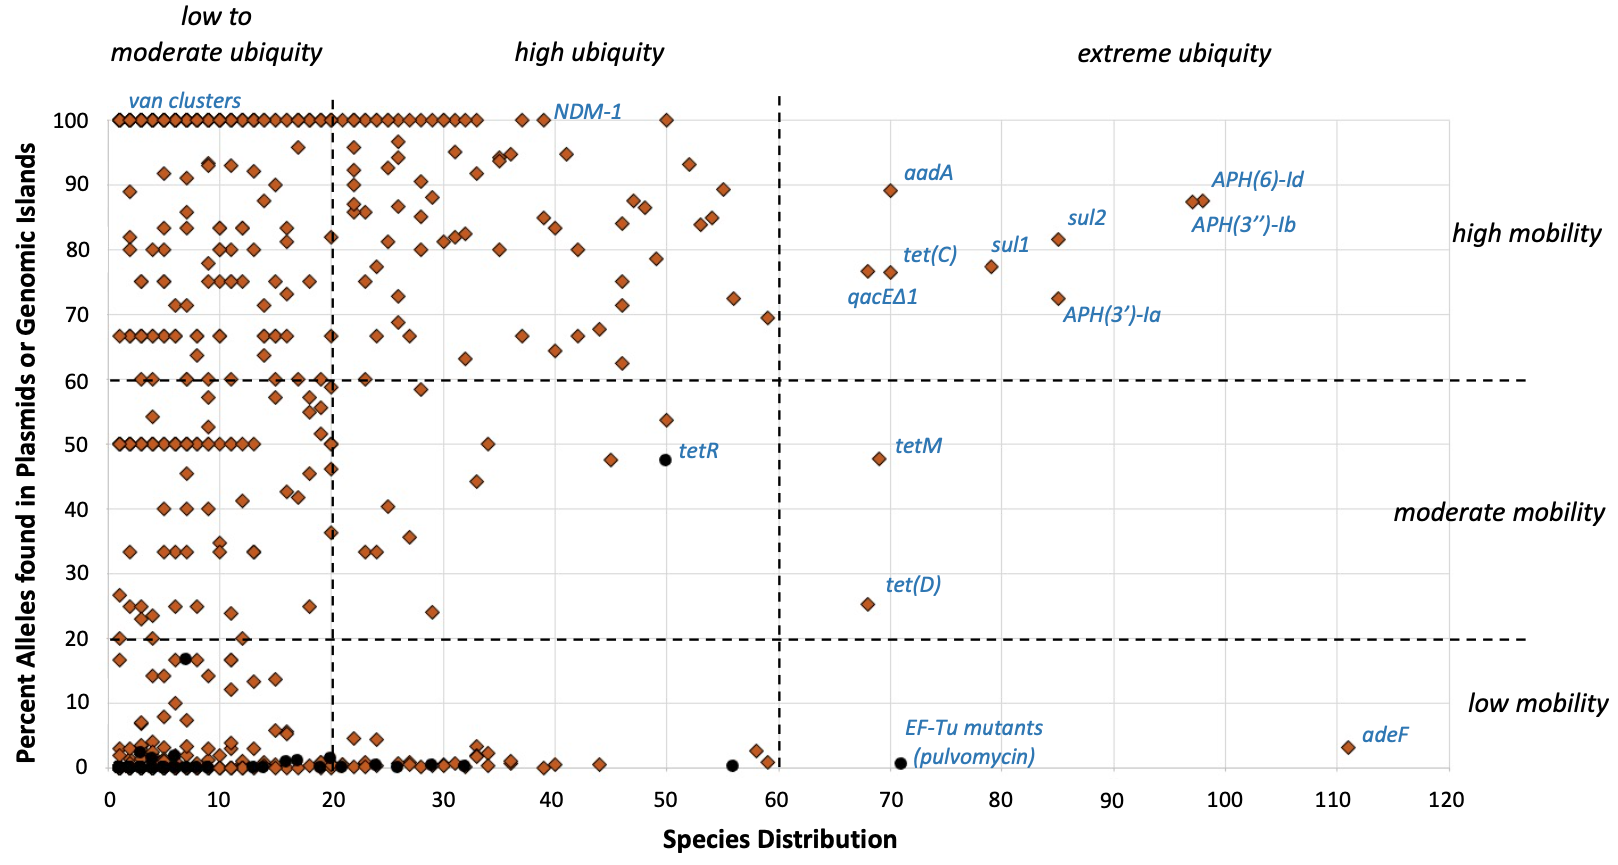 low to
moderate ubiquity
high ubiquity
extreme ubiquity
van clusters
NDM-1
aadA
APH(6)-Id
APH(3’’)-Ib
sul2
sul1
tet(C)
qacEΔ1
APH(3’)-Ia
high mobility
tetR
tetM
moderate mobility
tet(D)
low mobility
EF-Tu mutants
(pulvomycin)
adeF
Percent Alleles found in Plasmids or Genomic Islands
100
90
80
70
60
50
40
30
20
10
0
0 10 20 30 40 50 60 70 80 90 100 110 120
Species Distribution